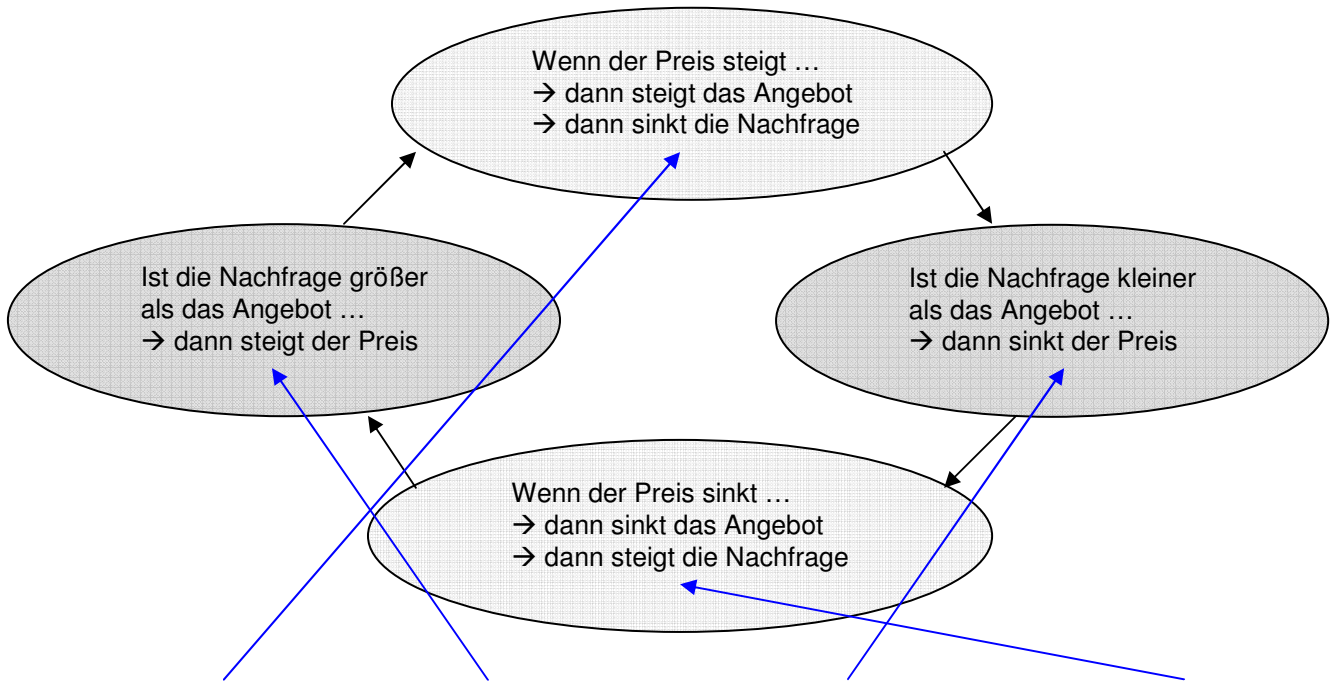 Wenn der Preis steigt …
→ dann steigt das Angebot
→ dann sinkt die Nachfrage
Ist die Nachfrage größer
als das Angebot …
→ dann steigt der Preis
Ist die Nachfrage kleiner
als das Angebot …
→ dann sinkt der Preis
Wenn der Preis sinkt …
→ dann sinkt das Angebot
→ dann steigt die Nachfrage